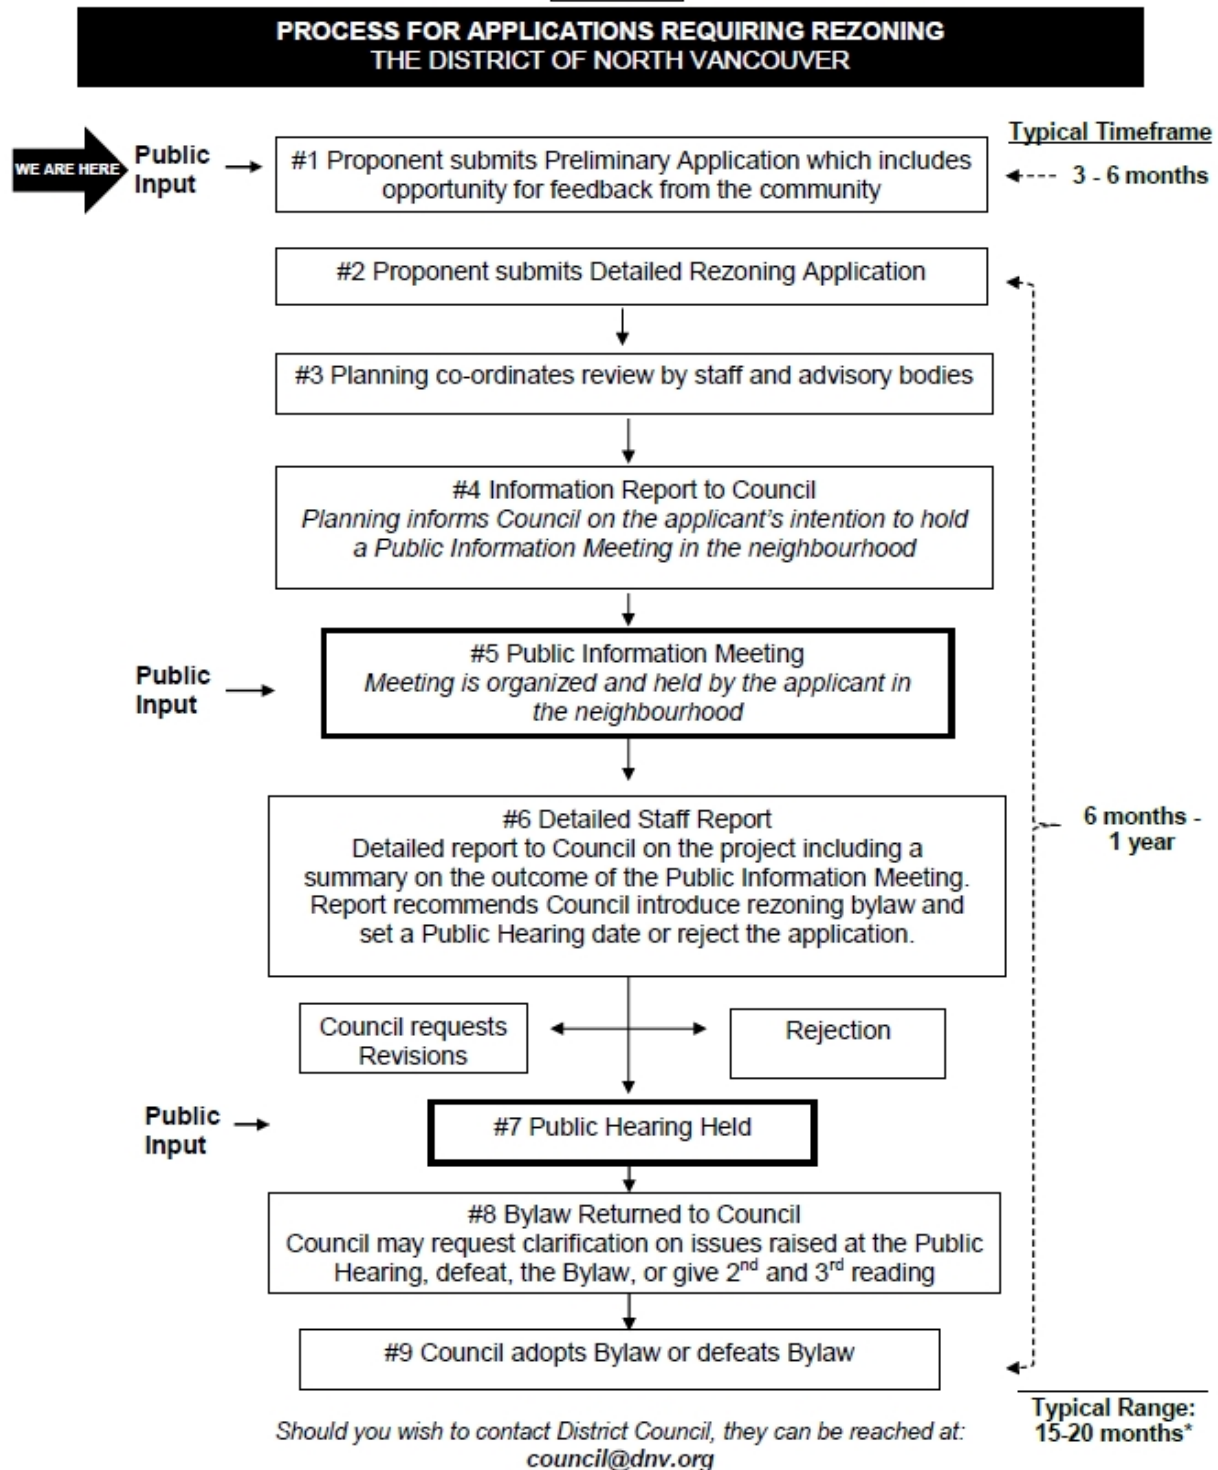 PROCESS FOR APPLICATIONS REQUIRING REZONING
THE DISTRICT OF NORTH VANCOUVER
Typical Timeframe
WE ARE HERE
Public
Input
#1 Proponent submits Preliminary Application which includes
opportunity for feedback from the community
3 - 6 months
#2 Proponent submits Detailed Rezoning Application
#3 Planning co-ordinates review by staff and advisory bodies
#4 Information Report to Council
Planning informs Council on the applicant's intention to hold
a Public Information Meeting in the neighbourhood
Public
Input
#5 Public Information Meeting
Meeting is organized and held by the applicant in
the neighbourhood
#6 Detailed Staff Report
Detailed report to Council on the project including a
summary on the outcome of the Public Information Meeting.
Report recommends Council introduce rezoning bylaw and
set a Public Hearing date or reject the application.
6 months -
1 year
Council requests
Revisions
Rejection
Public
Input
#7 Public Hearing Held
#8 Bylaw Returned to Council
Council may request clarification on issues raised at the Public
Hearing, defeat, the Bylaw, or give 2nd and 3rd reading
#9 Council adopts Bylaw or defeats Bylaw
Typical Range:
15-20 months*
Should you wish to contact District Council, they can be reached at:
council@dnv.org